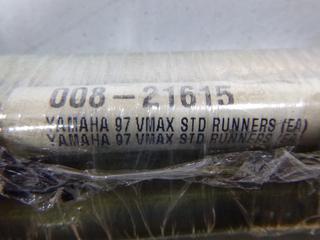 008-21615
YAMAHA 97 VMAX STD RUNNERS (EA)
YAMAHA 97 VMAX STD RUNNERS (EA